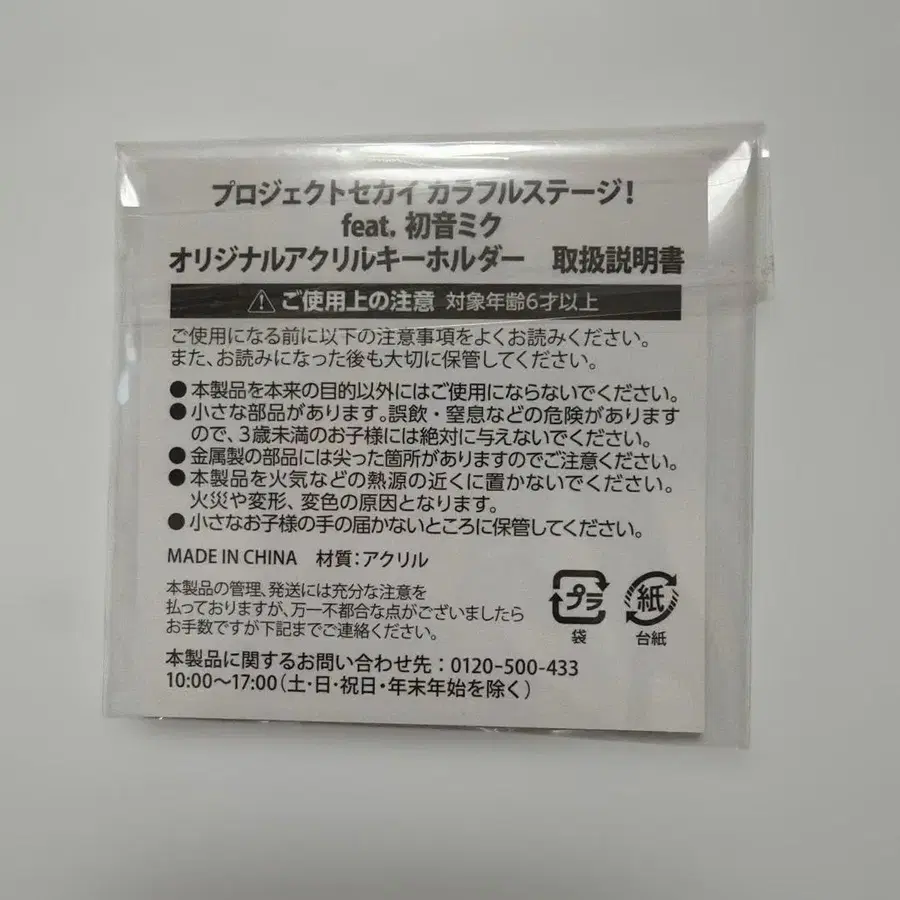 プロジェクトセカイ カラフルステージ!
feat. 初音ミク
オリジナルアクリルキーホルダー 取扱説明書
⚠ ご使用上の注意 対象年齢6才以上
ご使用になる前に以下の注意事項をよくお読みください。
また、お読みになった後も大切に保管してください。
●本製品を本来の目的以外にはご使用にならないでください。
●小さな部品があります。誤飲・窒息などの危険があります
ので、3歳未満のお子様には絶対に与えないでください。
●金属製の部品には尖った箇所がありますのでご注意ください。
●本製品を火気などの熱源の近くに置かないでください。
火災や変形、変色の原因となります。
●小さなお子様の手の届かないところに保管してください。
MADE IN CHINA 材質:アクリル
本製品の管理、発送には充分な注意を
払っておりますが、万一不都合な点がございましたら
お手数ですが下記までご連絡ください。
プラ
袋
紙
台紙
本製品に関するお問い合わせ先:0120-500-433
10:00〜17:00(土・日・祝日・年末年始を除く)